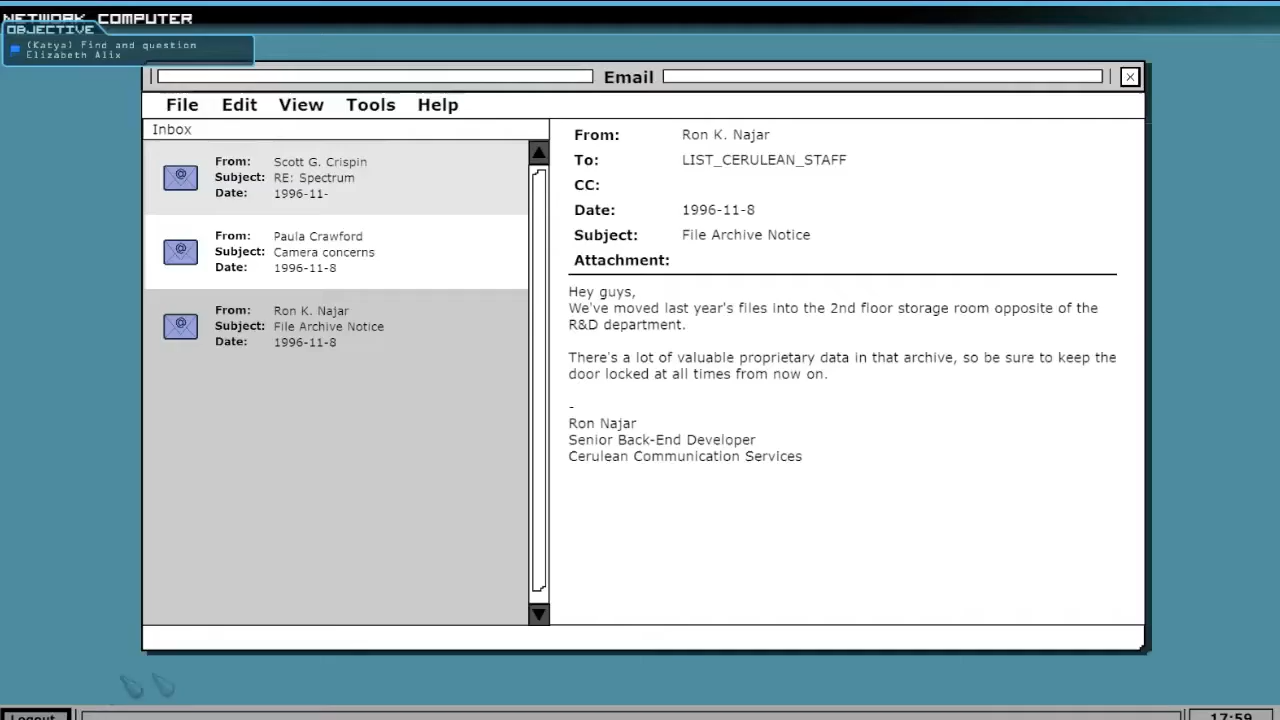 NETWORK COMPUTER
OBJECTIVE
(Katya) Find and question
Elizabeth Alix
Email
File Edit View Tools Help
Inbox
From: Scott G. Crispin
Subject: RE: Spectrum
Date: 1996-11-
From: Paula Crawford
Subject: Camera concerns
Date: 1996-11-8
From: Ron K. Najar
Subject: File Archive Notice
Date: 1996-11-8
From: Ron K. Najar
To: LIST_CERULEAN_STAFF
CC:
Date: 1996-11-8
Subject: File Archive Notice
Attachment:
Hey guys,
We've moved last year's files into the 2nd floor storage room opposite of the
R&D department.
There's a lot of valuable proprietary data in that archive, so be sure to keep the
door locked at all times from now on.
-
Ron Najar
Senior Back-End Developer
Cerulean Communication Services
Logout
17:59